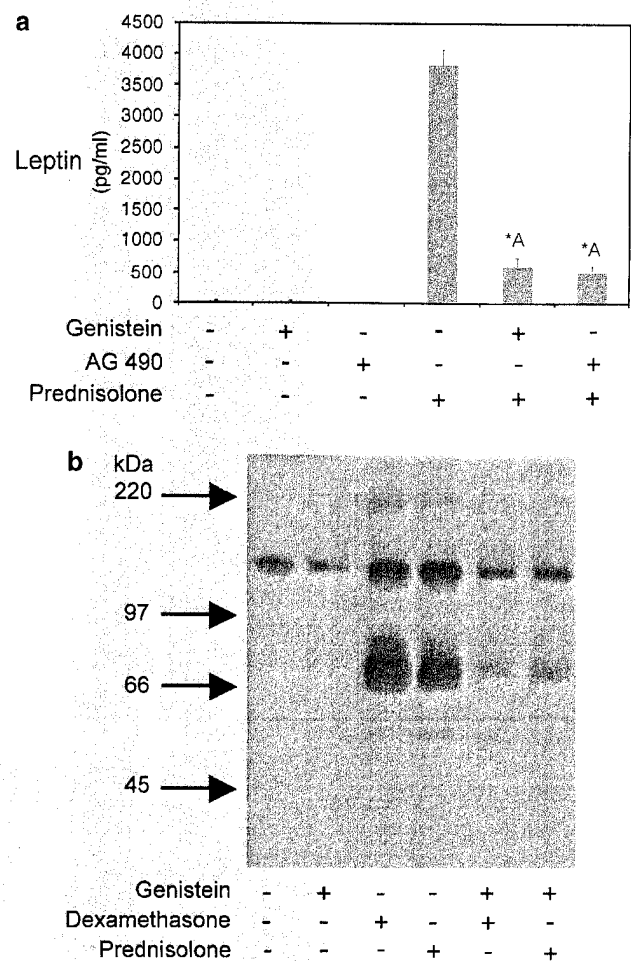 a
4500
4000
3500
3000
Leptin (pg/ml) 2500
2000
1500
1000
500
0
*A *A
Genistein - + - - + -
AG 490 - - + - - +
Prednisolone - - - + + +
b kDa
220
97
66
45
Genistein - + - - + +
Dexamethasone - - + - + -
Prednisolone - - - + - +